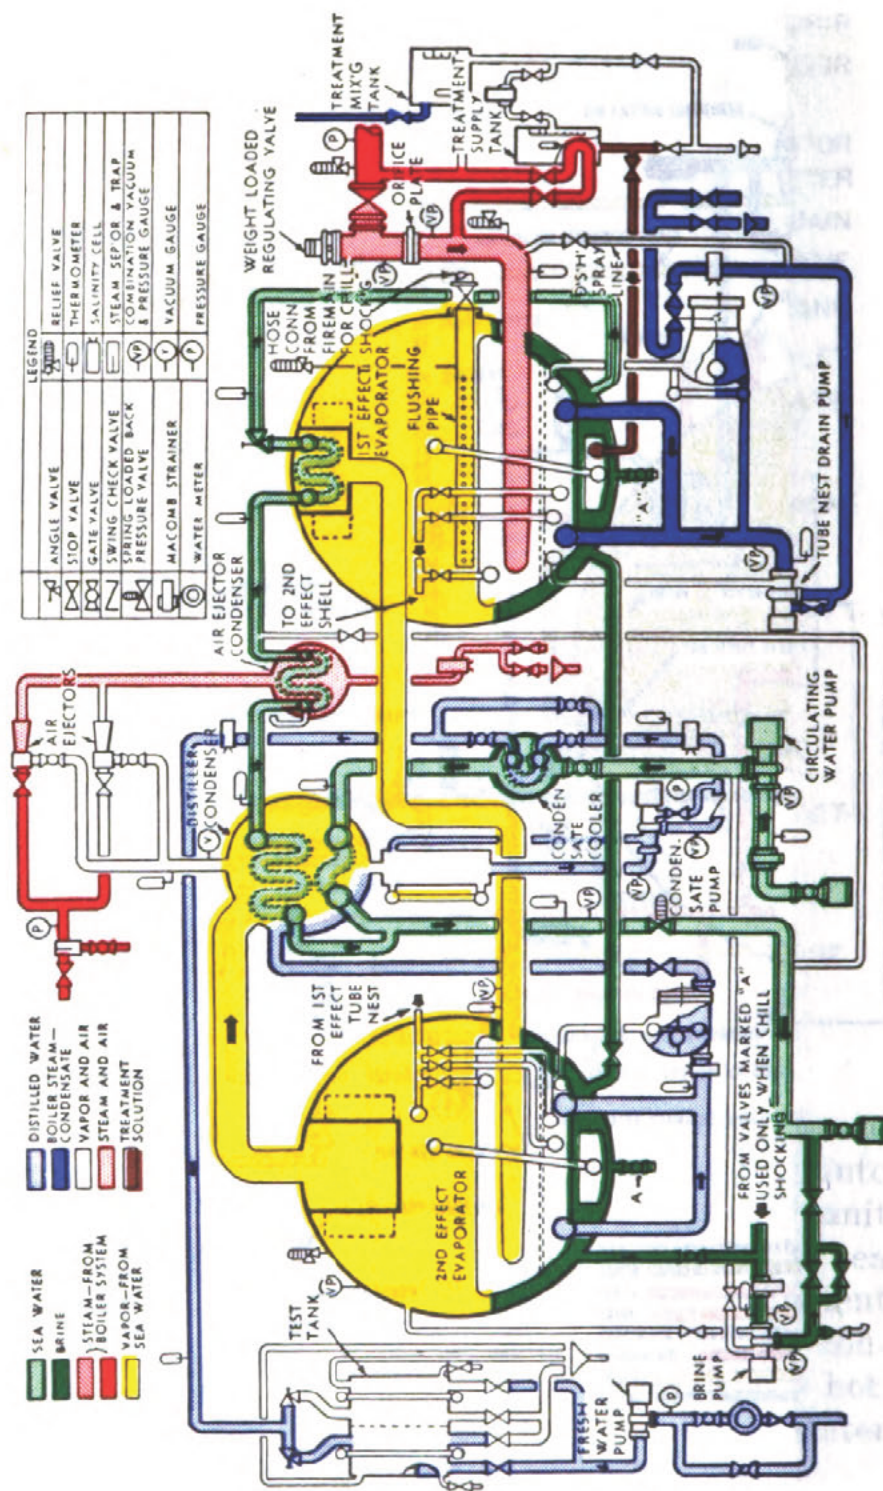 SEA WATER
BRINE
STEAM—FROM
BOILER SYSTEM
VAPOR—FROM
SEA WATER
DISTILLED WATER
BOILER STEAM—
CONDENSATE
VAPOR AND AIR
STEAM AND AIR
TREATMENT
SOLUTION
LEGEND
ANGLE VALVE
STOP VALVE
GATE VALVE
SWING CHECK VALVE
SPRING LOADED BACK
PRESSURE VALVE
MACOMB STRAINER
WATER METER
RELIEF VALVE
THERMOMETER
SALINITY CELL
STEAM SEP'OR & TRAP
COMBINATION VACUUM
& PRESSURE GAUGE
VACUUM GAUGE
PRESSURE GAUGE
VP
V
P
AIR
EJECTORS
AIR EJECTOR
CONDENSER
DISTILLER
CONDENSER
TO 2ND
EFFECT
SHELL
WEIGHT LOADED
REGULATING VALVE
HOSE
CONN
FROM
FIREMAIN
FOR CHILL
SHOCKING
ORIFICE
PLATE
TREATMENT
MIX'G
TANK
TREATMENT
SUPPLY
TANK
1ST EFFECT
EVAPORATOR
FLUSHING
PIPE
"A"
D'S'H'
SPRAY
LINE
TUBE NEST DRAIN PUMP
CONDEN
SATE
COOLER
CONDEN-
SATE
PUMP
CIRCULATING
WATER PUMP
FROM 1ST
EFFECT TUBE
NEST
2ND EFFECT
EVAPORATOR
A
FROM VALVES MARKED "A"
USED ONLY WHEN CHILL
SHOCKING
TEST
TANK
FRESH
WATER
PUMP
BRINE
PUMP